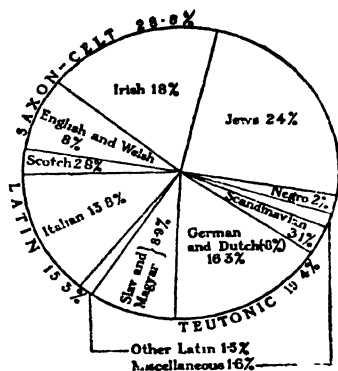 SAXON-CELT 28·8%
Irish 18%
Jews 24%
English and Welsh
8%
Scotch 2·8%
Negro 2·
Scandinavian
3·1%
LATIN 15·3%
Italian 13 8%
Slav and
Magyar
8·9%
German
and Dutch
16 3%
TEUTONIC 19 4%
Other Latin 1·5%
Miscellaneous 1·6%